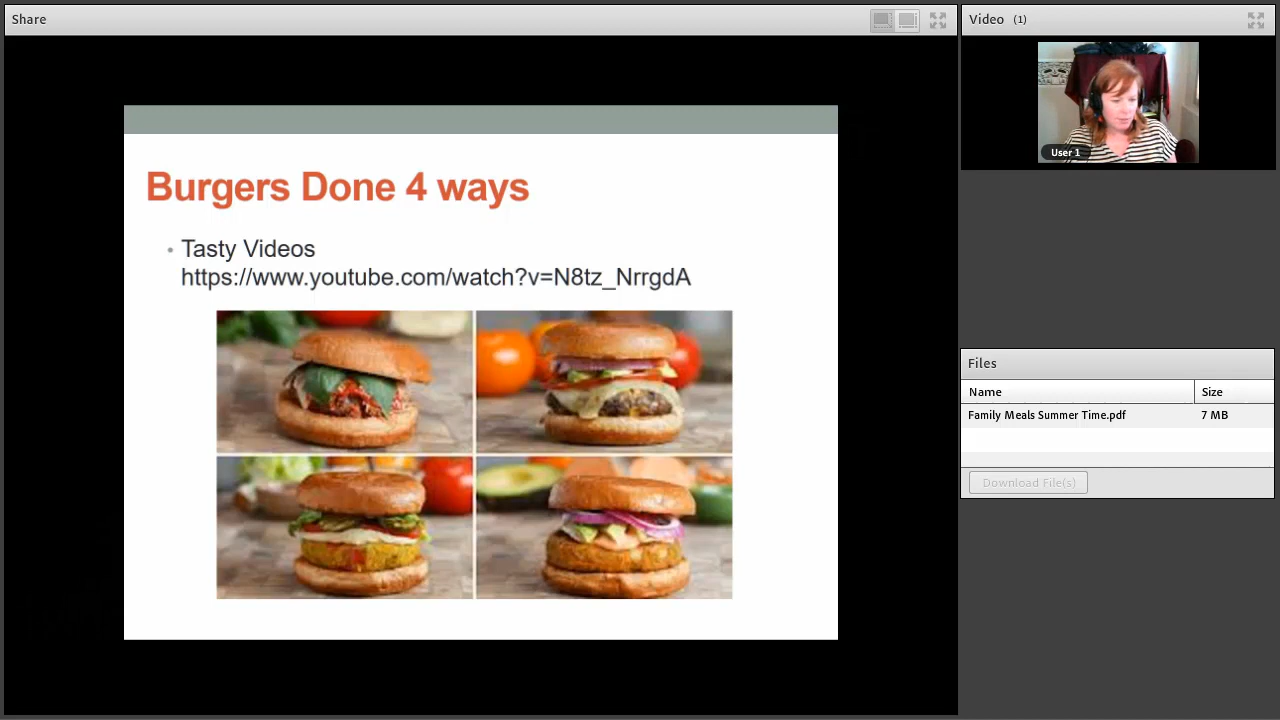 Share
Video (1)
User 1
Burgers Done 4 ways
• Tasty Videos
https://www.youtube.com/watch?v=N8tz_NrrgdA
Files
Name Size
Family Meals Summer Time.pdf 7 MB
Download File(s)